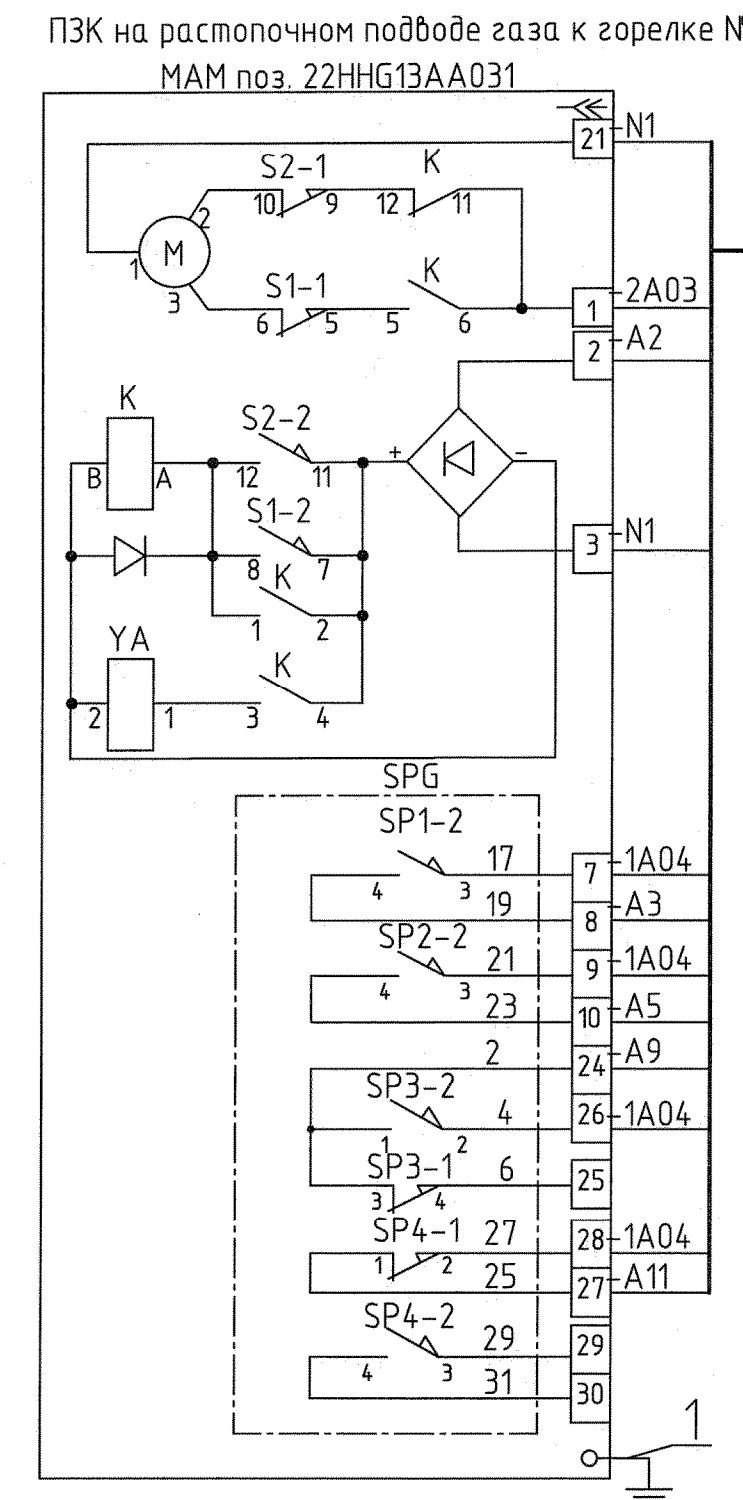 ПЗК на растопочном подводе газа к горелке №
МАМ поз. 22HHG13AA031
21 N1
S2-1 K
2 10 9 12 11
M
1
S1-1 K
3 6 5 5 6
1 2A03
2 A2
K
S2-2
B A 12 11 + -
S1-2
8 7
3 N1
K
1 2
YA
K
2 1 3 4
SPG
SP1-2
4 3 17 7 1A04
19 8 A3
SP2-2
4 3 21 9 1A04
23 10 A5
2 24 A9
SP3-2
1 2 4 26 1A04
SP3-1
3 4 6 25
SP4-1
1 2 27 28 1A04
25 27 A11
SP4-2
4 3 29 29
31 30
1